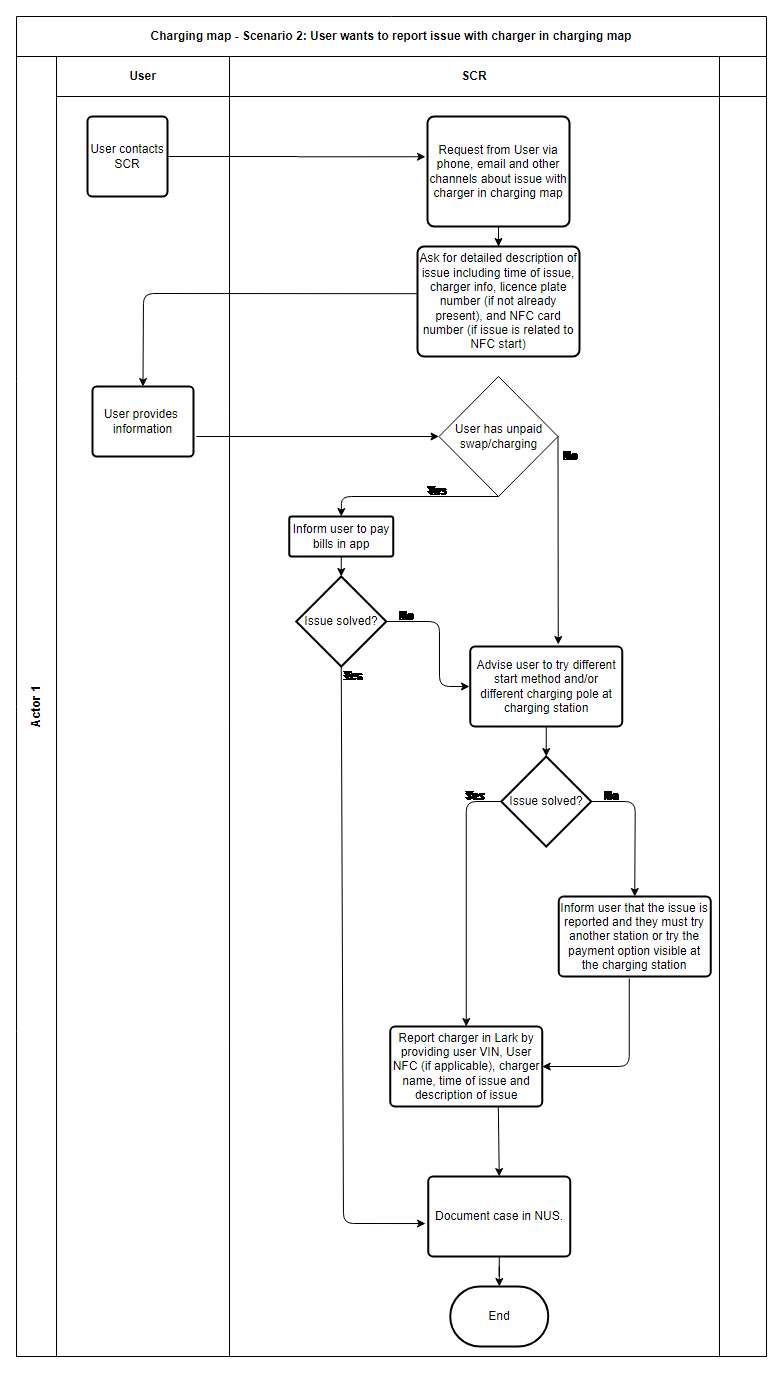 Charging map - Scenario 2: User wants to report issue with charger in charging map
User
SCR
Actor 1
User contacts
SCR
Request from User via
phone, email and other
channels about issue with
charger in charging map
Ask for detailed description of
issue including time of issue,
charger info, licence plate
number (if not already
present), and NFC card
number (if issue is related to
NFC start)
User provides
information
User has unpaid
swap/charging
No
Yes
Inform user to pay
bills in app
Issue solved?
No
Yes
Advise user to try different
start method and/or
different charging pole at
charging station
Issue solved?
Yes
No
Inform user that the issue is
reported and they must try
another station or try the
payment option visible at
the charging station
Report charger in Lark by
providing user VIN, User
NFC (if applicable), charger
name, time of issue and
description of issue
Document case in NUS.
End